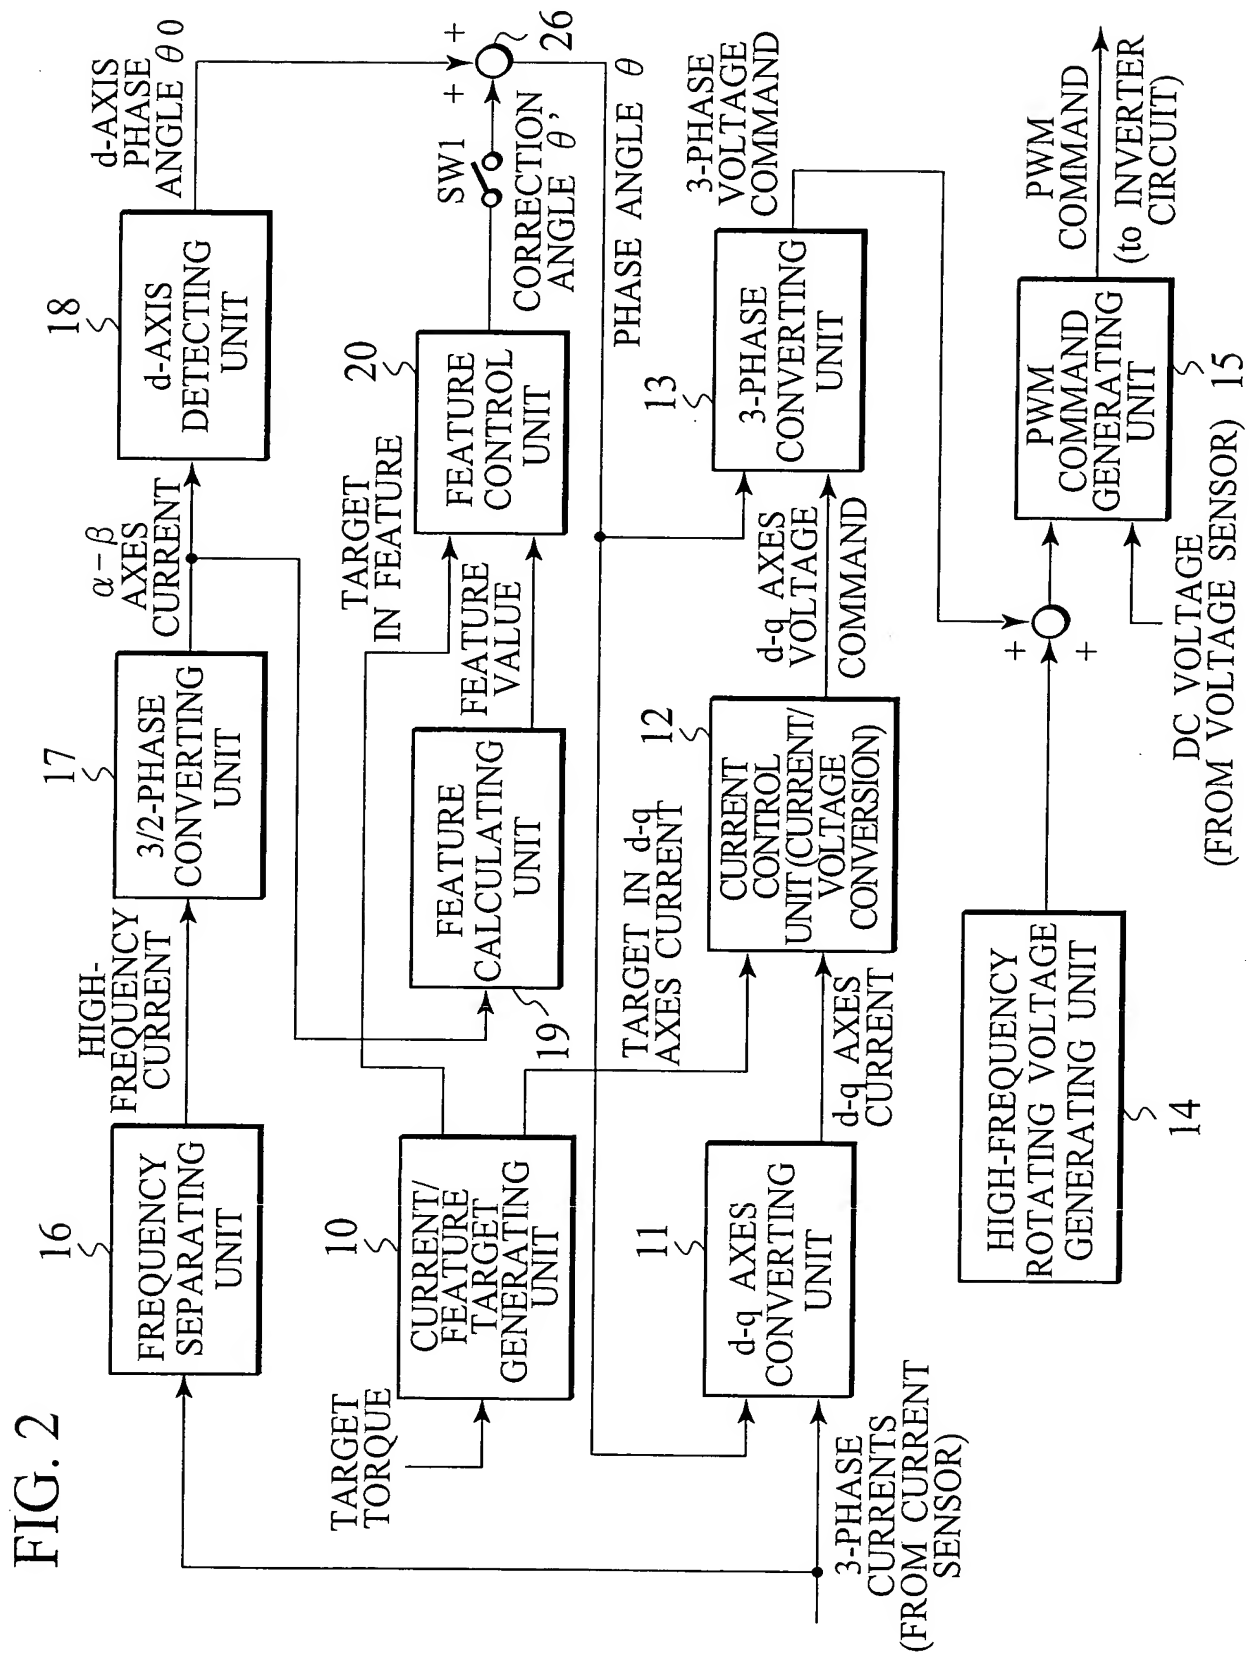 FIG. 2
16
FREQUENCY
SEPARATING
UNIT
HIGH-
FREQUENCY
CURRENT
17
3/2-PHASE
CONVERTING
UNIT
α-β
AXES
CURRENT
18
d-AXIS
DETECTING
UNIT
d-AXIS
PHASE
ANGLE θ 0
TARGET
TORQUE
10
CURRENT/
FEATURE
TARGET
GENERATING
UNIT
19
FEATURE
CALCULATING
UNIT
FEATURE
VALUE
TARGET
IN FEATURE
20
FEATURE
CONTROL
UNIT
SW1
CORRECTION
ANGLE θ'
+
+
26
PHASE ANGLE θ
3-PHASE
CURRENTS
(FROM CURRENT
SENSOR)
11
d-q AXES
CONVERTING
UNIT
d-q AXES
CURRENT
TARGET IN d-q
AXES CURRENT
12
CURRENT
CONTROL
UNIT(CURRENT/
VOLTAGE
CONVERSION)
d-q AXES
VOLTAGE
COMMAND
13
3-PHASE
CONVERTING
UNIT
3-PHASE
VOLTAGE
COMMAND
HIGH-FREQUENCY
ROTATING VOLTAGE
GENERATING UNIT
14
+
+
DC VOLTAGE
(FROM VOLTAGE SENSOR)
PWM
COMMAND
GENERATING
UNIT
15
PWM
COMMAND
(to INVERTER
CIRCUIT)